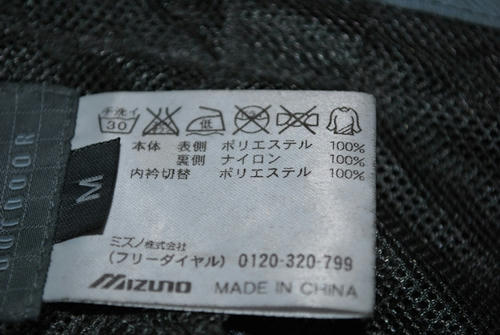 手洗イ
30
低
本体 表側 ポリエステル 100%
裏側 ナイロン 100%
内衿切替 ポリエステル 100%
M
OUTDOOR
ミズノ株式会社
(フリーダイヤル) 0120-320-799
MIZUNO MADE IN CHINA